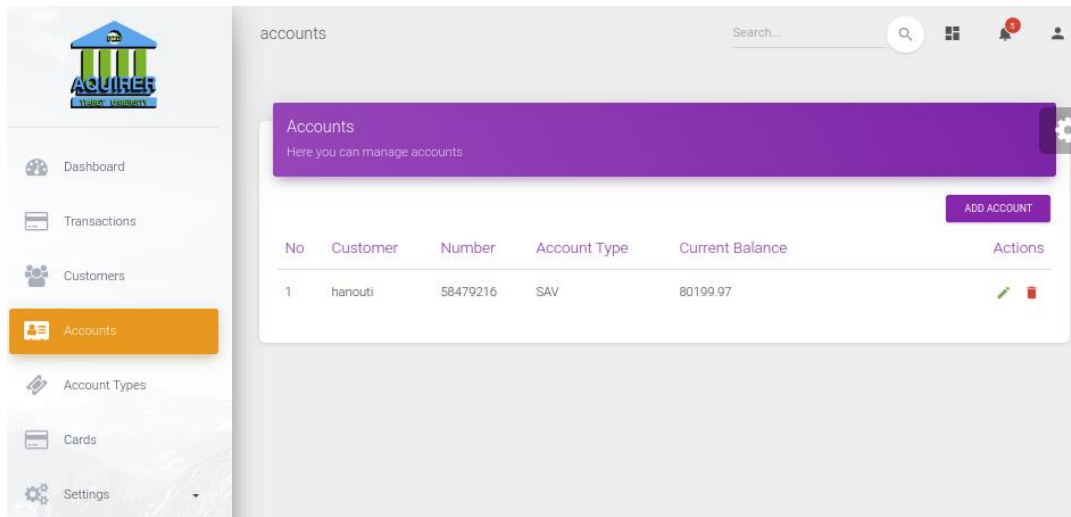 AQUIRER
Dashboard
Transactions
Customers
Accounts
Account Types
Cards
Settings
accounts
Search...
5
Accounts
Here you can manage accounts
ADD ACCOUNT
No Customer Number Account Type Current Balance Actions
1 hanouti 58479216 SAV 80199.97